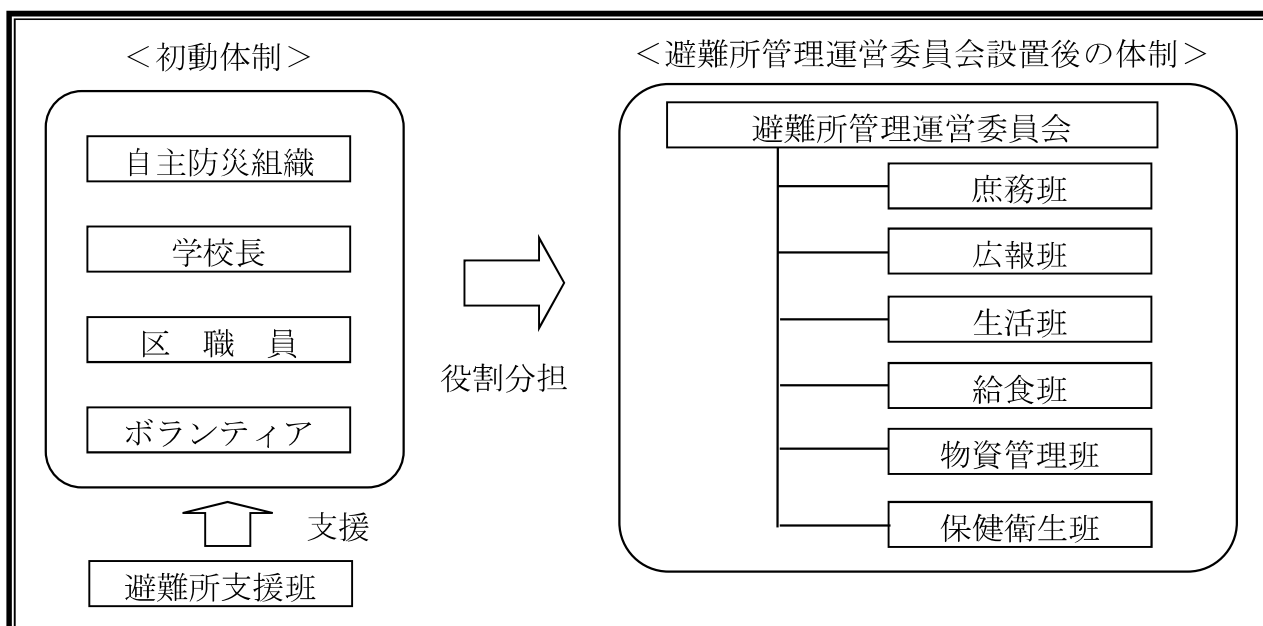 ＜初動体制＞
自主防災組織
学校長
区　職　員
ボランティア
支援
避難所支援班
役割分担
＜避難所管理運営委員会設置後の体制＞
避難所管理運営委員会
庶務班
広報班
生活班
給食班
物資管理班
保健衛生班